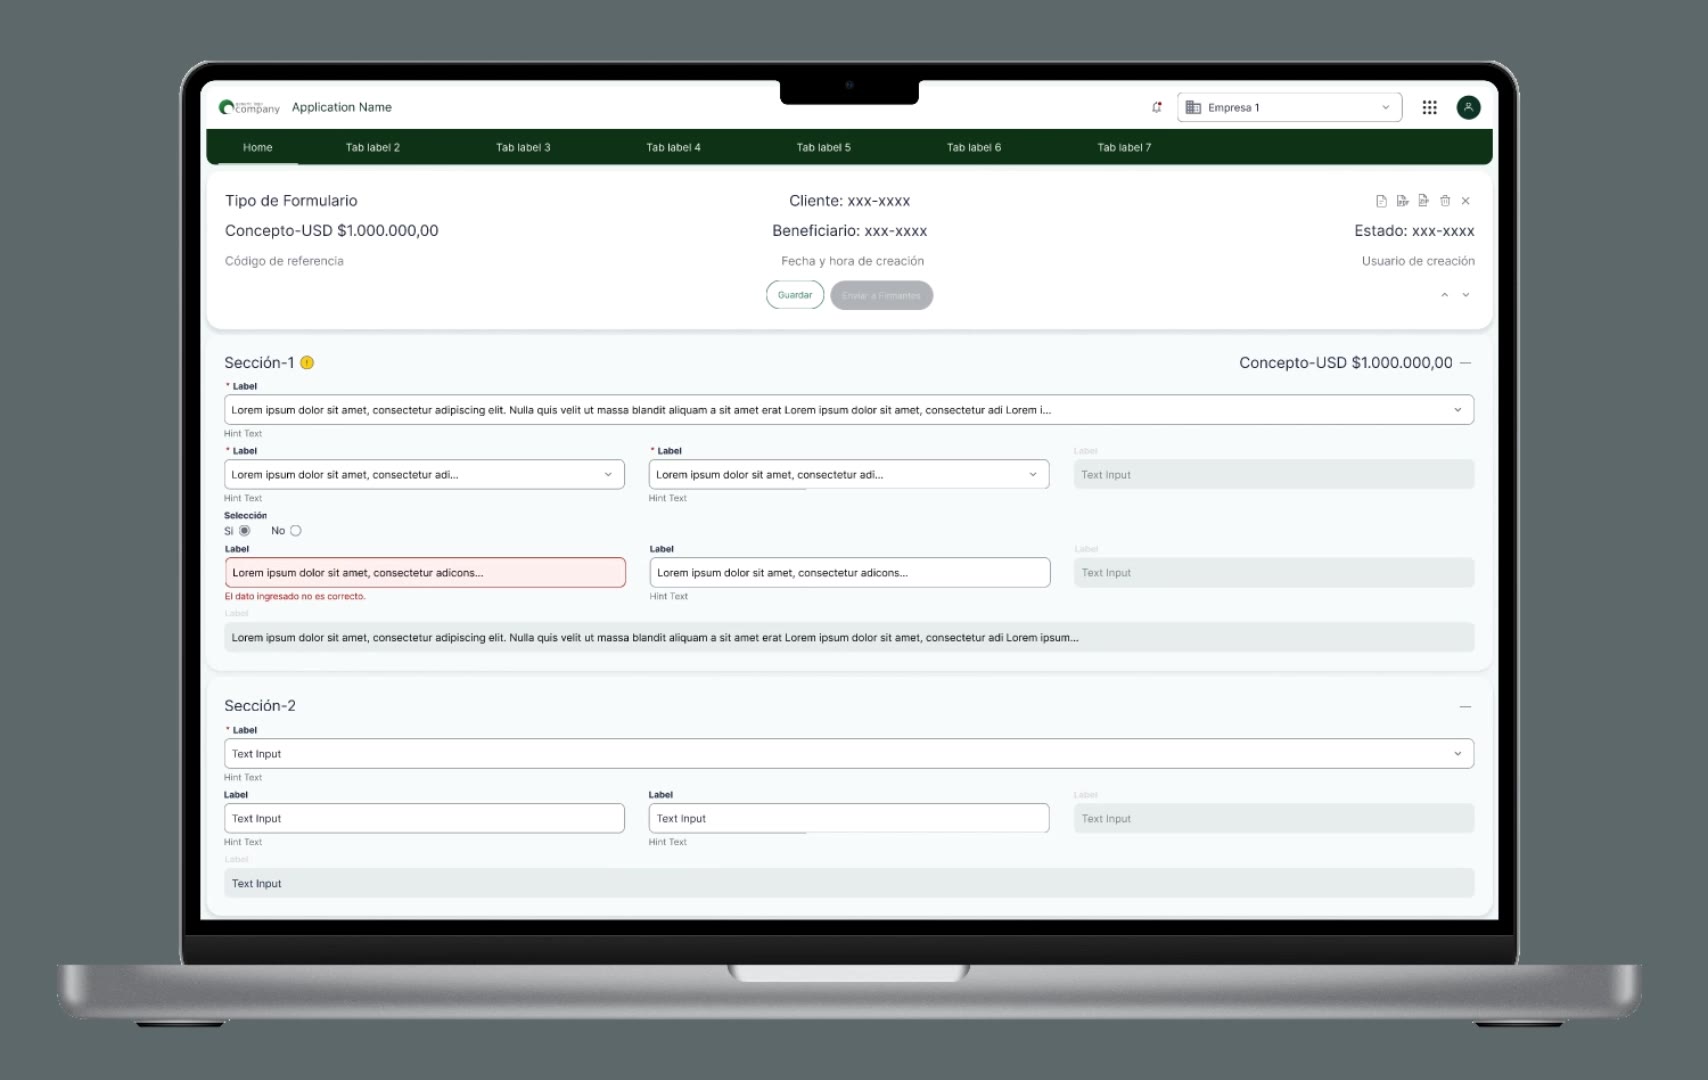 company Application Name Empresa 1
Home Tab label 2 Tab label 3 Tab label 4 Tab label 5 Tab label 6 Tab label 7
Tipo de Formulario Cliente: xxx-xxxx
Concepto-USD $1.000.000,00 Beneficiario: xxx-xxxx Estado: xxx-xxxx
Código de referencia Fecha y hora de creación Usuario de creación
Guardar Enviar a Firmantes
Sección-1 Concepto-USD $1.000.000,00
* Label
Lorem ipsum dolor sit amet, consectetur adipiscing elit. Nulla quis velit ut massa blandit aliquam a sit amet erat Lorem ipsum dolor sit amet, consectetur adi Lorem i...
Hint Text
* Label * Label Label
Lorem ipsum dolor sit amet, consectetur adi... Lorem ipsum dolor sit amet, consectetur adi... Text Input
Hint Text Hint Text
Selección
Si No
Label Label Label
Lorem ipsum dolor sit amet, consectetur adicons... Lorem ipsum dolor sit amet, consectetur adicons... Text Input
El dato ingresado no es correcto. Hint Text
Label
Lorem ipsum dolor sit amet, consectetur adipiscing elit. Nulla quis velit ut massa blandit aliquam a sit amet erat Lorem ipsum dolor sit amet, consectetur adi Lorem ipsum...
Sección-2
* Label
Text Input
Hint Text
Label Label Label
Text Input Text Input Text Input
Hint Text Hint Text
Label
Text Input